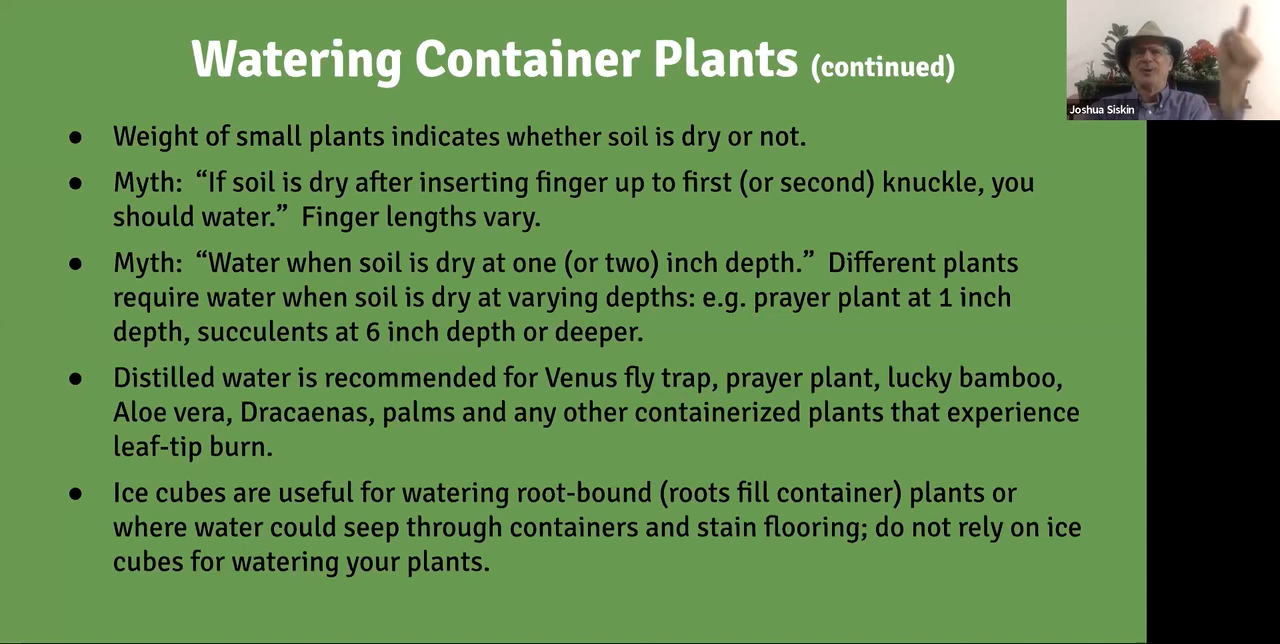 Watering Container Plants (continued)
Joshua Siskin
● Weight of small plants indicates whether soil is dry or not.
● Myth: “If soil is dry after inserting finger up to first (or second) knuckle, you
should water.” Finger lengths vary.
● Myth: “Water when soil is dry at one (or two) inch depth.” Different plants
require water when soil is dry at varying depths: e.g. prayer plant at 1 inch
depth, succulents at 6 inch depth or deeper.
● Distilled water is recommended for Venus fly trap, prayer plant, lucky bamboo,
Aloe vera, Dracaenas, palms and any other containerized plants that experience
leaf-tip burn.
● Ice cubes are useful for watering root-bound (roots fill container) plants or
where water could seep through containers and stain flooring; do not rely on ice
cubes for watering your plants.